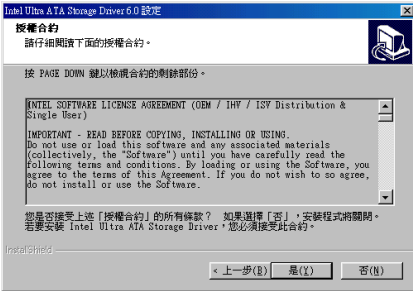 Intel Ultra ATA Storage Driver 6.0 設定
授權合約
請仔細閱讀下面的授權合約。
按 PAGE DOWN 鍵以檢視合約的剩餘部份。
INTEL SOFTWARE LICENSE AGREEMENT (OEM / IHV / ISV Distribution &
Single User)
IMPORTANT - READ BEFORE COPYING, INSTALLING OR USING.
Do not use or load this software and any associated materials
(collectively, the "Software") until you have carefully read the
following terms and conditions. By loading or using the Software, you
agree to the terms of this Agreement. If you do not wish to so agree,
do not install or use the Software.
您是否接受上述「授權合約」的所有條款？ 如果選擇「否」，安裝程式將關閉。
若要安裝 Intel Ultra ATA Storage Driver，您必須接受此合約。
InstallShield
< 上一步(B) 是(Y) 否(N)